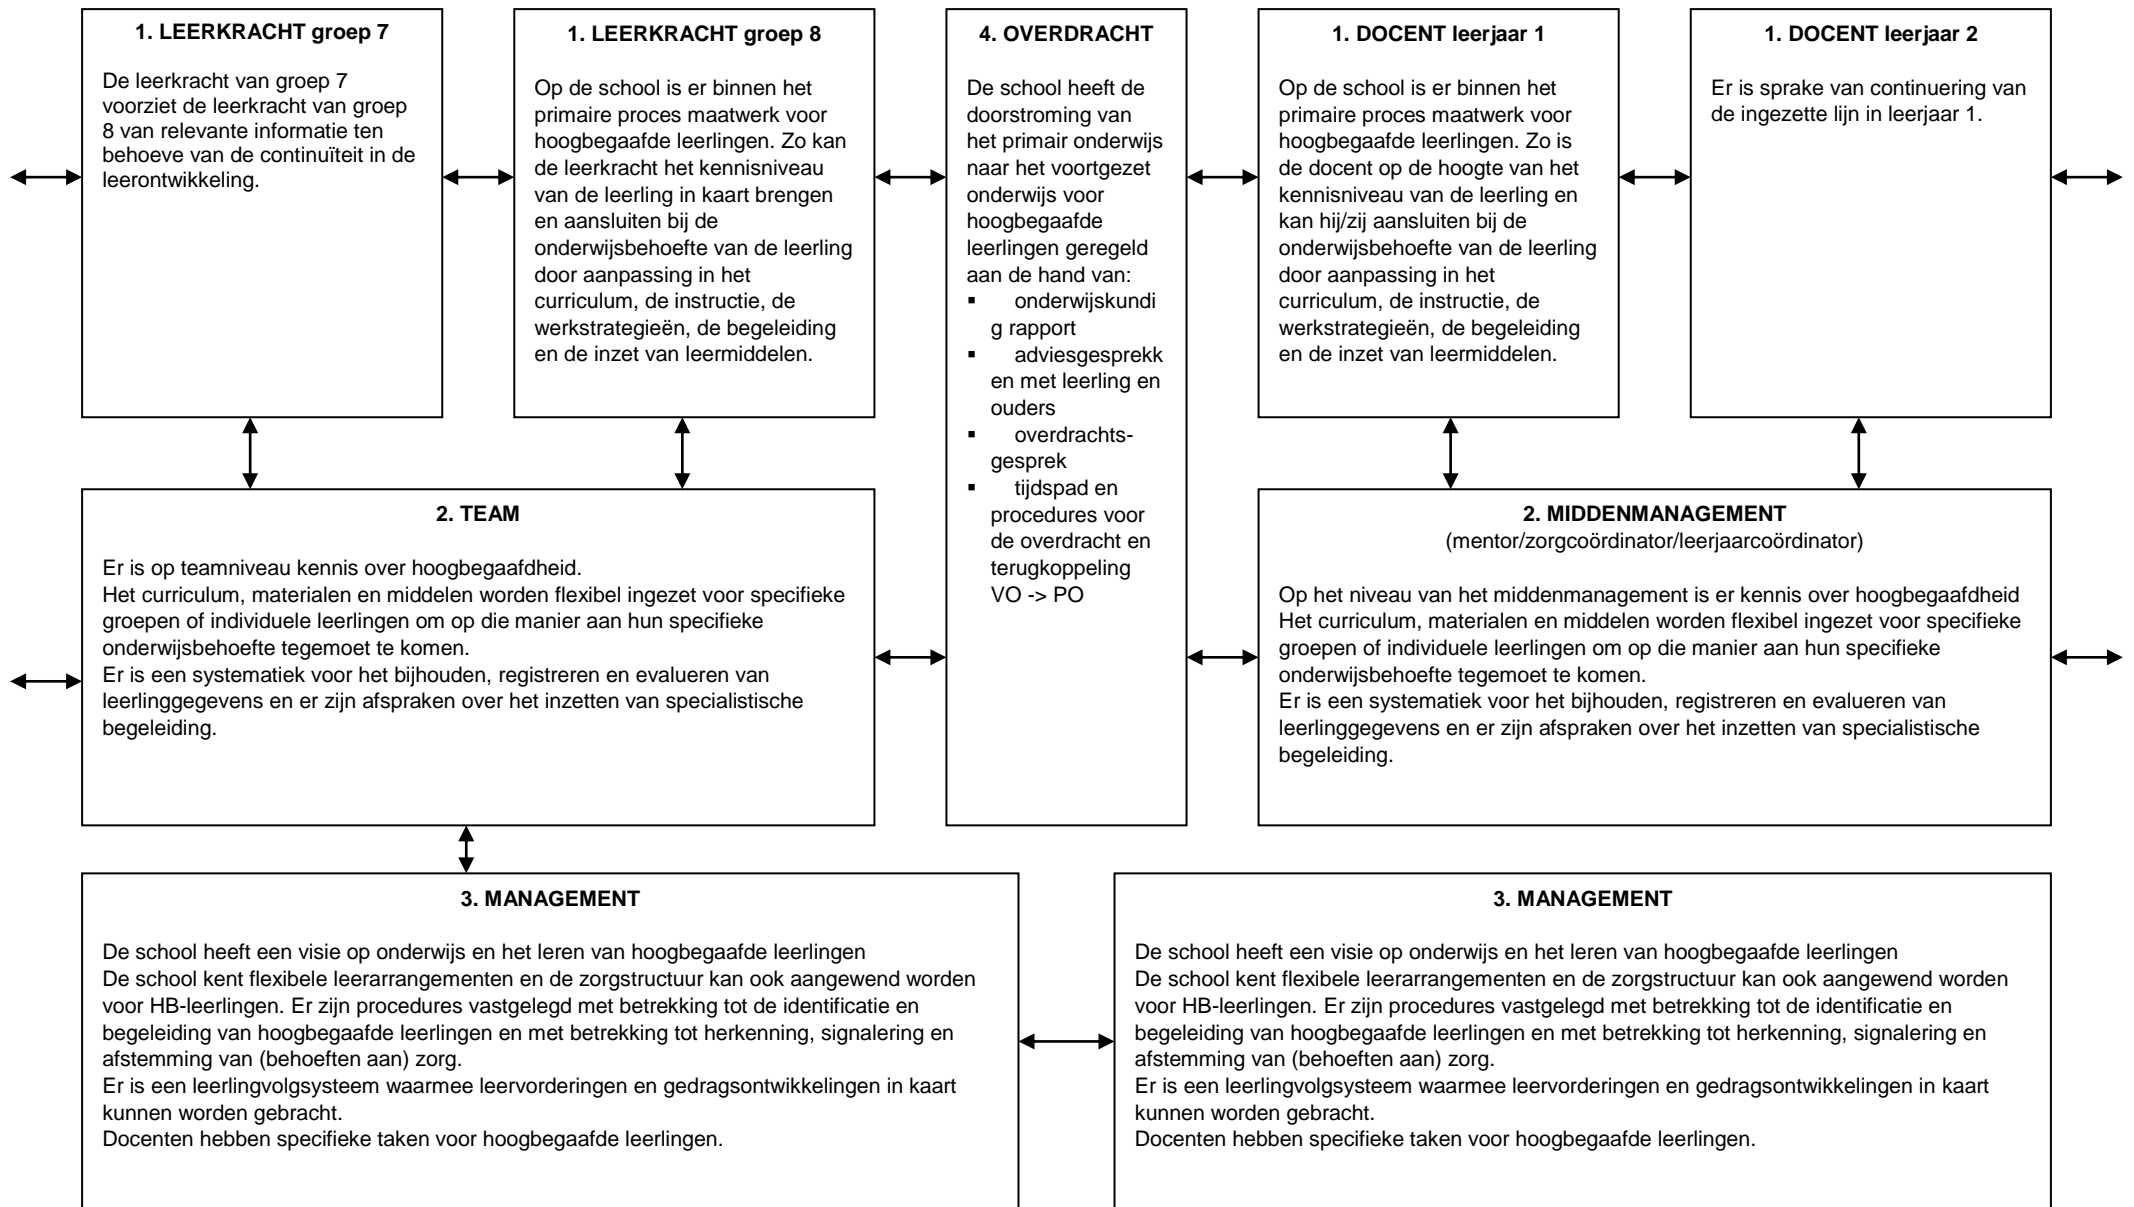 1. LEERKRACHT groep 7
De leerkracht van groep 7
voorziet de leerkracht van groep
8 van relevante informatie ten
behoeve van de continuïteit in de
leerontwikkeling.
1. LEERKRACHT groep 8
Op de school is er binnen het
primaire proces maatwerk voor
hoogbegaafde leerlingen. Zo kan
de leerkracht het kennisniveau
van de leerling in kaart brengen
en aansluiten bij de
onderwijsbehoefte van de leerling
door aanpassing in het
curriculum, de instructie, de
werkstrategieën, de begeleiding
en de inzet van leermiddelen.
4. OVERDRACHT
De school heeft de
doorstroming van
het primair onderwijs
naar het voortgezet
onderwijs voor
hoogbegaafde
leerlingen geregeld
aan de hand van:
▪ onderwijskundi
g rapport
▪ adviesgesprekk
en met leerling en
ouders
▪ overdrachts-
gesprek
▪ tijdspad en
procedures voor
de overdracht en
terugkoppeling
VO -> PO
1. DOCENT leerjaar 1
Op de school is er binnen het
primaire proces maatwerk voor
hoogbegaafde leerlingen. Zo is
de docent op de hoogte van het
kennisniveau van de leerling en
kan hij/zij aansluiten bij de
onderwijsbehoefte van de leerling
door aanpassing in het
curriculum, de instructie, de
werkstrategieën, de begeleiding
en de inzet van leermiddelen.
1. DOCENT leerjaar 2
Er is sprake van continuering van
de ingezette lijn in leerjaar 1.
2. TEAM
Er is op teamniveau kennis over hoogbegaafdheid.
Het curriculum, materialen en middelen worden flexibel ingezet voor specifieke
groepen of individuele leerlingen om op die manier aan hun specifieke
onderwijsbehoefte tegemoet te komen.
Er is een systematiek voor het bijhouden, registreren en evalueren van
leerlinggegevens en er zijn afspraken over het inzetten van specialistische
begeleiding.
2. MIDDENMANAGEMENT
(mentor/zorgcoördinator/leerjaarcoördinator)
Op het niveau van het middenmanagement is er kennis over hoogbegaafdheid
Het curriculum, materialen en middelen worden flexibel ingezet voor specifieke
groepen of individuele leerlingen om op die manier aan hun specifieke
onderwijsbehoefte tegemoet te komen.
Er is een systematiek voor het bijhouden, registreren en evalueren van
leerlinggegevens en er zijn afspraken over het inzetten van specialistische
begeleiding.
3. MANAGEMENT
De school heeft een visie op onderwijs en het leren van hoogbegaafde leerlingen
De school kent flexibele leerarrangementen en de zorgstructuur kan ook aangewend worden
voor HB-leerlingen. Er zijn procedures vastgelegd met betrekking tot de identificatie en
begeleiding van hoogbegaafde leerlingen en met betrekking tot herkenning, signalering en
afstemming van (behoeften aan) zorg.
Er is een leerlingvolgsysteem waarmee leervorderingen en gedragsontwikkelingen in kaart
kunnen worden gebracht.
Docenten hebben specifieke taken voor hoogbegaafde leerlingen.
3. MANAGEMENT
De school heeft een visie op onderwijs en het leren van hoogbegaafde leerlingen
De school kent flexibele leerarrangementen en de zorgstructuur kan ook aangewend worden
voor HB-leerlingen. Er zijn procedures vastgelegd met betrekking tot de identificatie en
begeleiding van hoogbegaafde leerlingen en met betrekking tot herkenning, signalering en
afstemming van (behoeften aan) zorg.
Er is een leerlingvolgsysteem waarmee leervorderingen en gedragsontwikkelingen in kaart
kunnen worden gebracht.
Docenten hebben specifieke taken voor hoogbegaafde leerlingen.